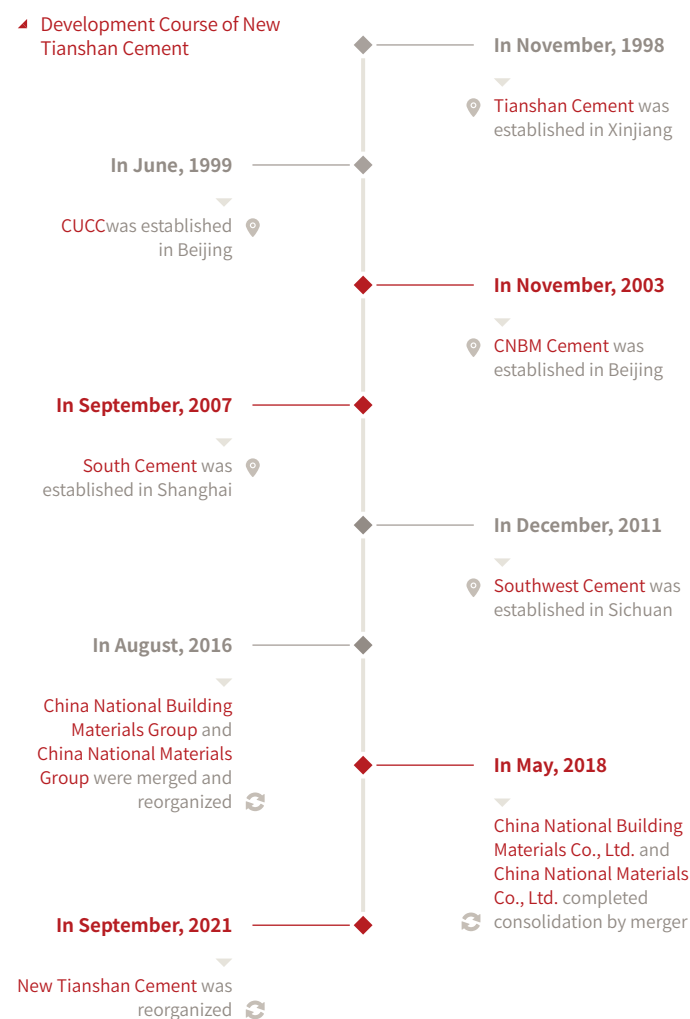 Development Course of New
Tianshan Cement
In November, 1998
Tianshan Cement was
established in Xinjiang
In June, 1999
CUCCwas established
in Beijing
In November, 2003
CNBM Cement was
established in Beijing
In September, 2007
South Cement was
established in Shanghai
In December, 2011
Southwest Cement was
established in Sichuan
In August, 2016
China National Building
Materials Group and
China National Materials
Group were merged and
reorganized
In May, 2018
China National Building
Materials Co., Ltd. and
China National Materials
Co., Ltd. completed
consolidation by merger
In September, 2021
New Tianshan Cement was
reorganized